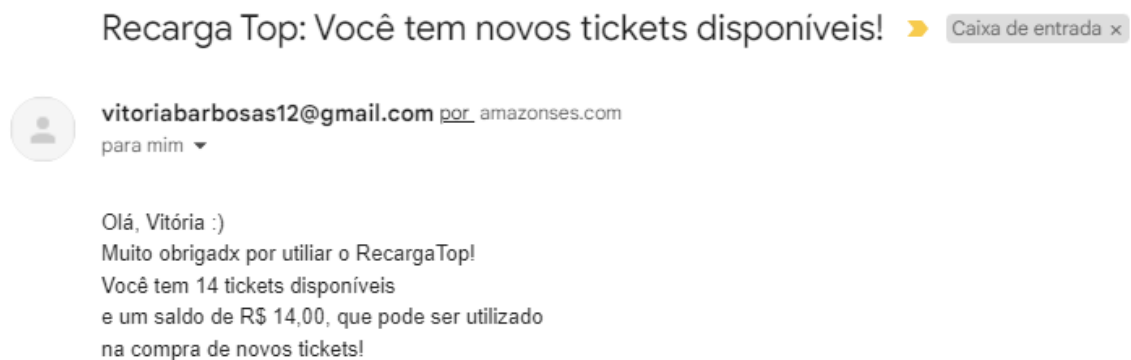 Recarga Top: Você tem novos tickets disponíveis! Caixa de entrada x
vitoriabarbosas12@gmail.com por amazonses.com
para mim
Olá, Vitória :)
Muito obrigadx por utiliar o RecargaTop!
Você tem 14 tickets disponíveis
e um saldo de R$ 14,00, que pode ser utilizado
na compra de novos tickets!